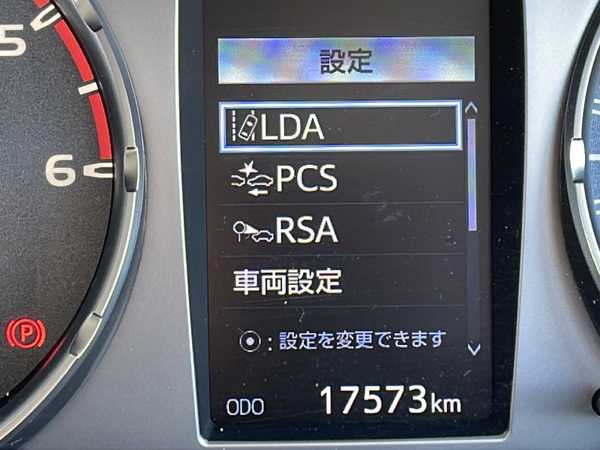 5
6
(P)
設定
LDA
PCS
RSA
車両設定
⦿:設定を変更できます
ODO 17573km